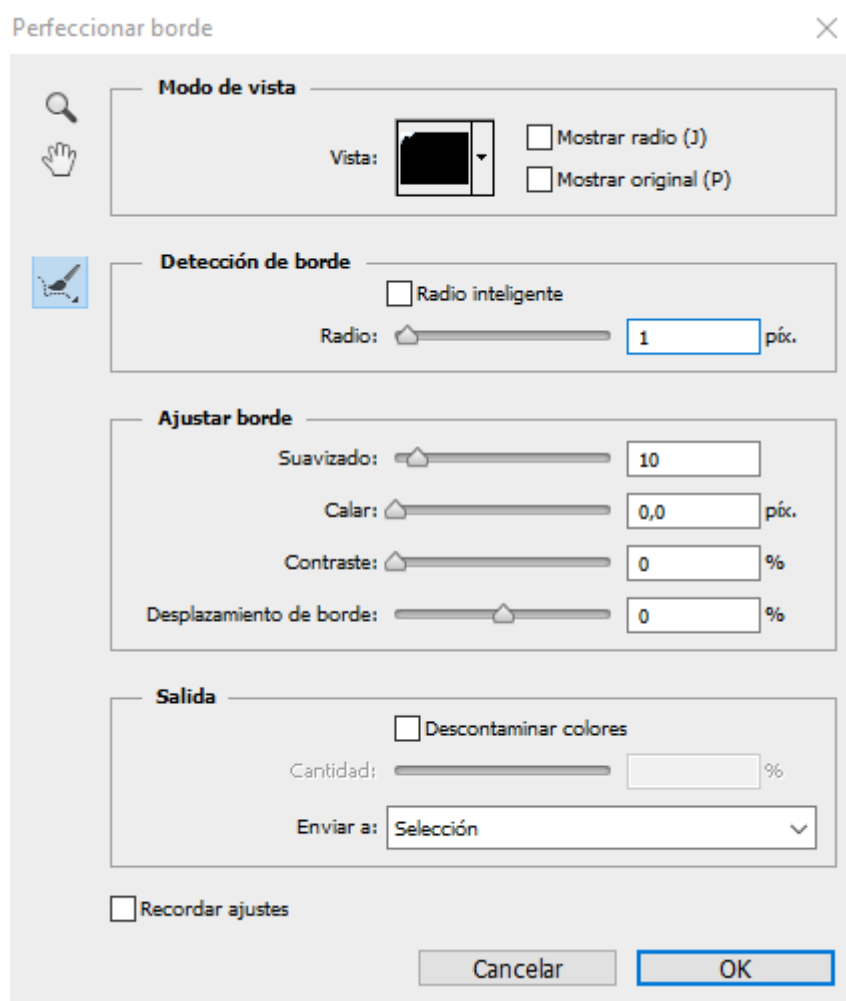 Perfeccionar borde
Modo de vista
Vista:
Mostrar radio (J)
Mostrar original (P)
Detección de borde
Radio inteligente
Radio: 1 píx.
Ajustar borde
Suavizado: 10
Calar: 0,0 píx.
Contraste: 0 %
Desplazamiento de borde: 0 %
Salida
Descontaminar colores
Cantidad: %
Enviar a: Selección
Recordar ajustes
Cancelar OK